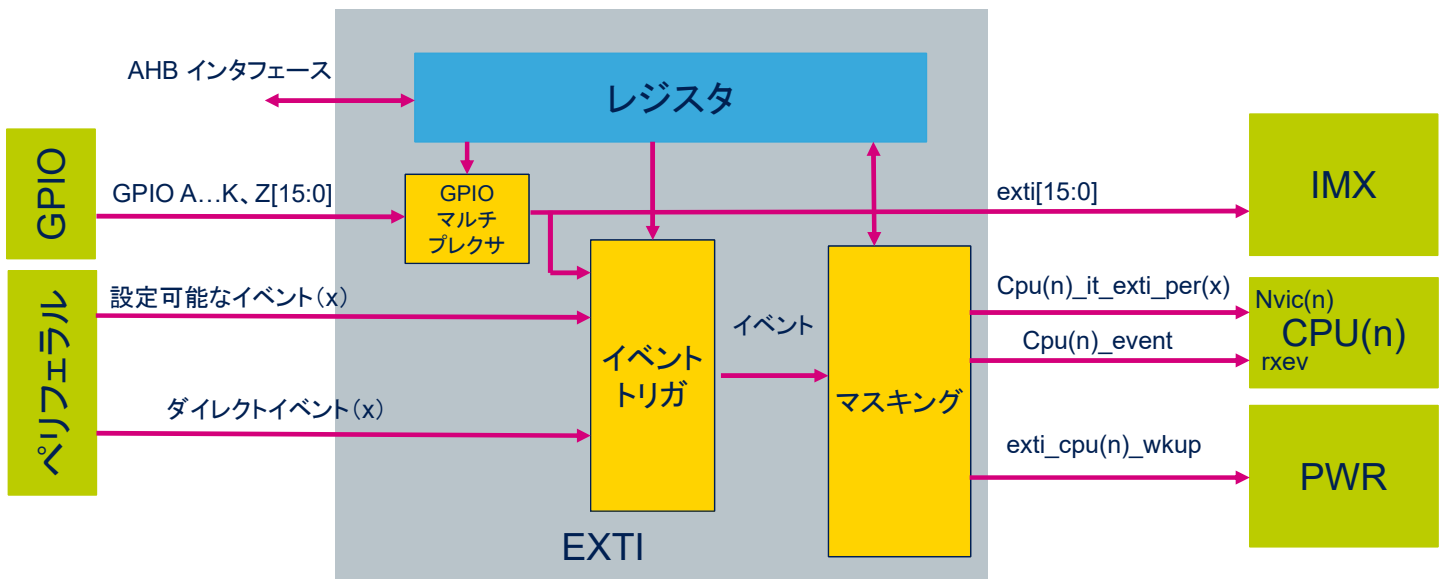 AHB インタフェース
レジスタ
GPIO
GPIO A…K、Z[15:0]
GPIO
マルチ
プレクサ
exti[15:0]
IMX
ペリフェラル
設定可能なイベント（x）
ダイレクトイベント（x）
イベント
トリガ
イベント
マスキング
Cpu(n)_it_exti_per(x)
Cpu(n)_event
Nvic(n)
CPU(n)
rxev
exti_cpu(n)_wkup
PWR
EXTI